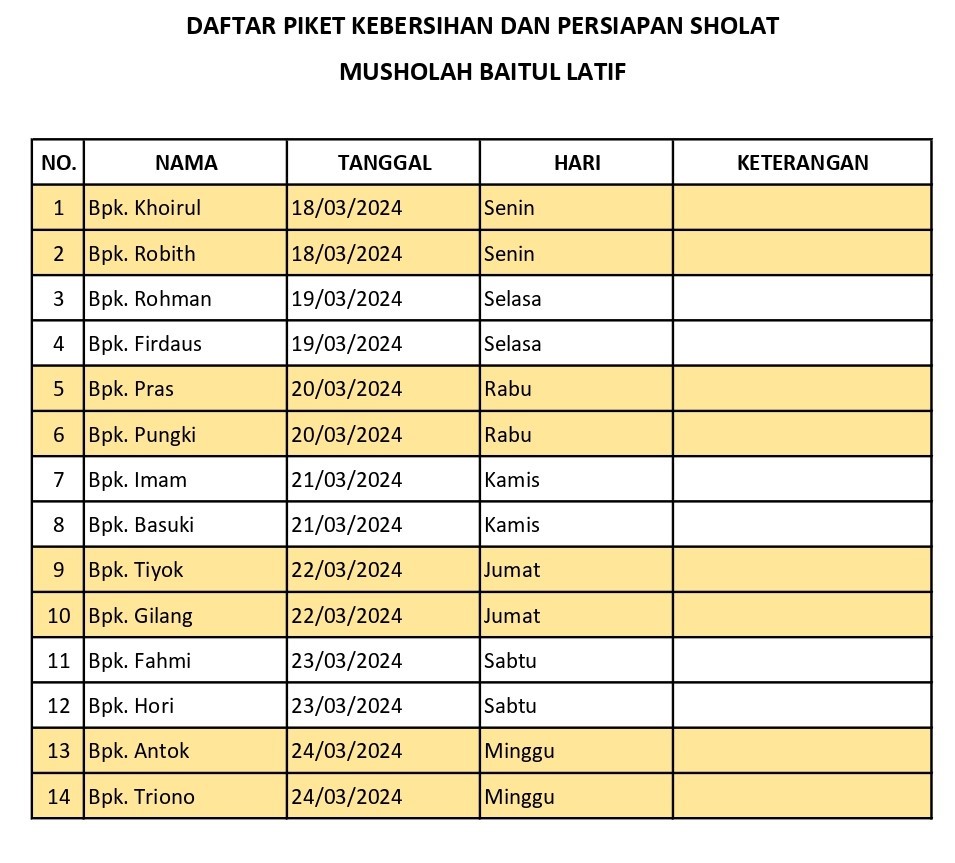 DAFTAR PIKET KEBERSIHAN DAN PERSIAPAN SHOLAT
MUSHOLAH BAITUL LATIF
NO. NAMA TANGGAL HARI KETERANGAN
1 Bpk. Khoirul 18/03/2024 Senin
2 Bpk. Robith 18/03/2024 Senin
3 Bpk. Rohman 19/03/2024 Selasa
4 Bpk. Firdaus 19/03/2024 Selasa
5 Bpk. Pras 20/03/2024 Rabu
6 Bpk. Pungki 20/03/2024 Rabu
7 Bpk. Imam 21/03/2024 Kamis
8 Bpk. Basuki 21/03/2024 Kamis
9 Bpk. Tiyok 22/03/2024 Jumat
10 Bpk. Gilang 22/03/2024 Jumat
11 Bpk. Fahmi 23/03/2024 Sabtu
12 Bpk. Hori 23/03/2024 Sabtu
13 Bpk. Antok 24/03/2024 Minggu
14 Bpk. Triono 24/03/2024 Minggu